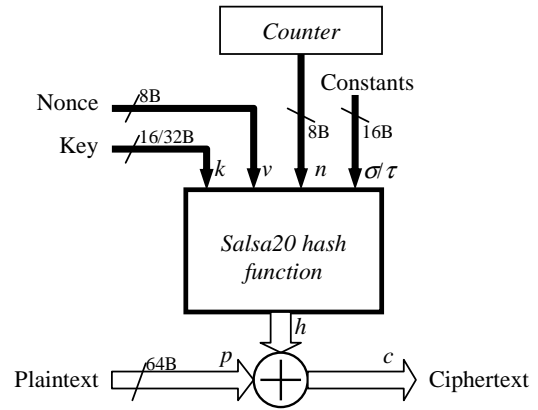 Counter
Constants
Nonce
8B
Key
16/32B
8B
16B
k
v
n
σ/τ
Salsa20 hash
function
h
Plaintext
64B
p
c
Ciphertext